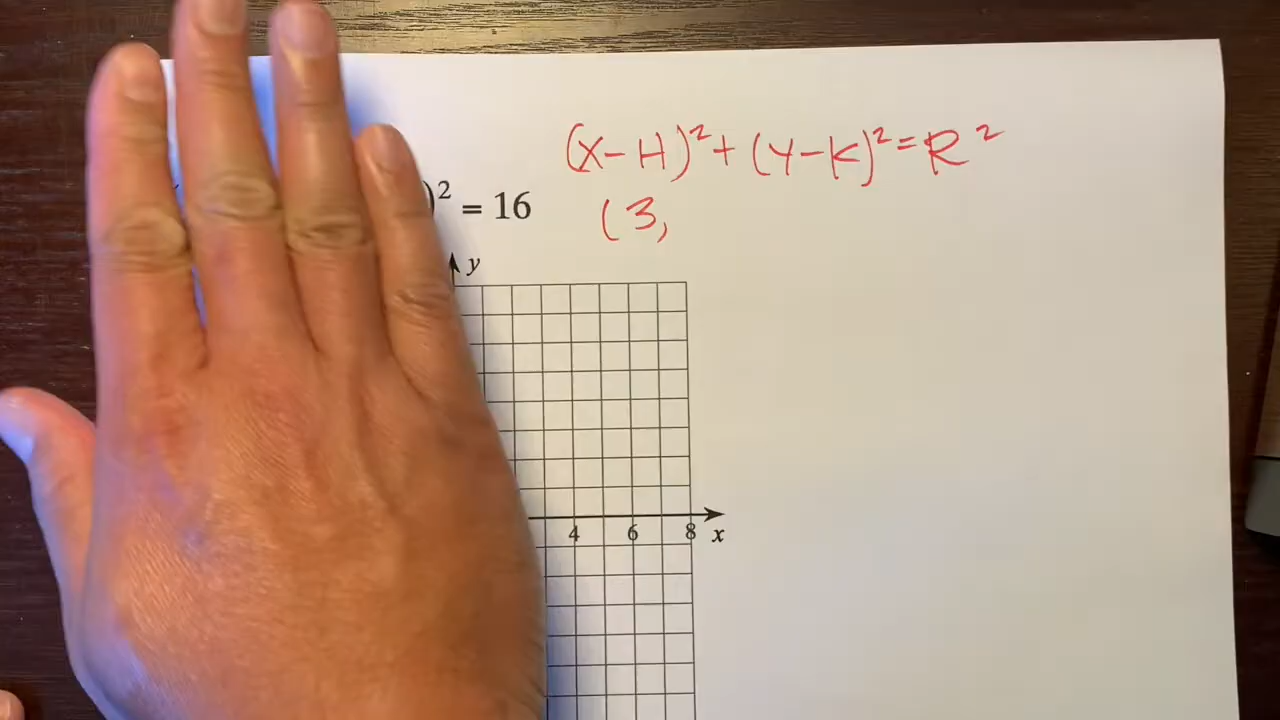 (X-H)²+(Y-K)²=R²
)² = 16
(3,
y
4 6 8 x